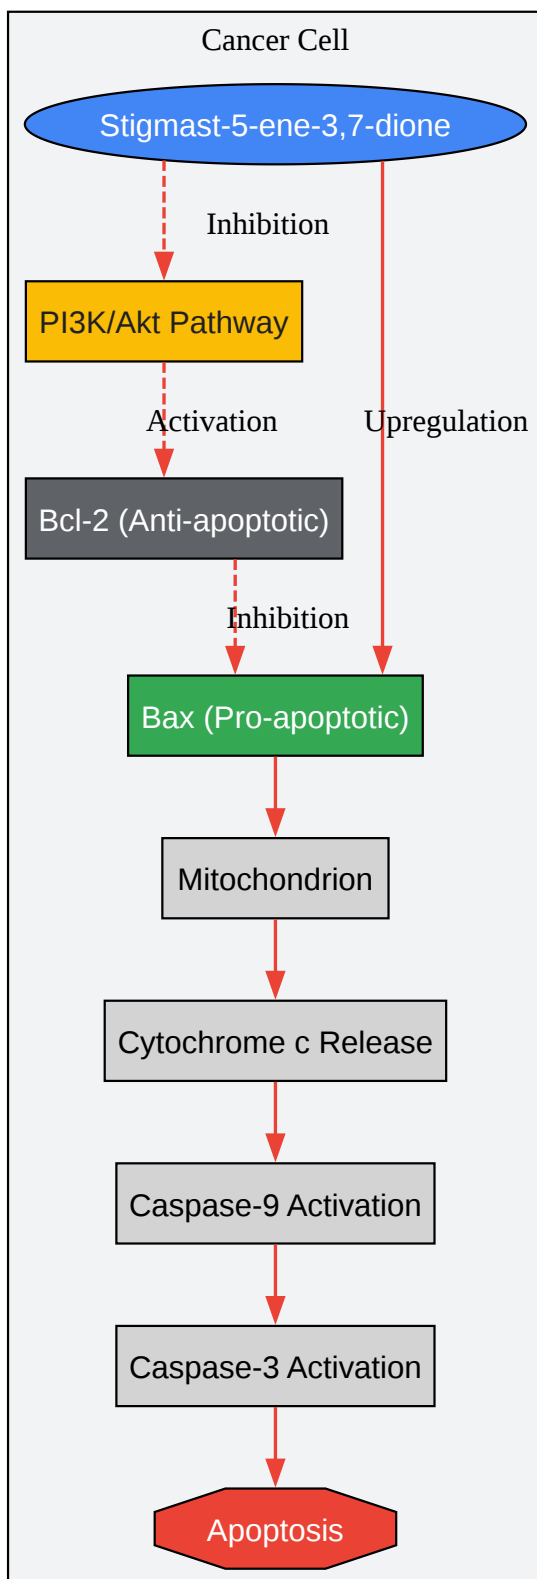 Cancer Cell
Stigmast-5-ene-3,7-dione
Inhibition
PI3K/Akt Pathway
Activation
Upregulation
Bcl-2 (Anti-apoptotic)
Inhibition
Bax (Pro-apoptotic)
Mitochondrion
Cytochrome c Release
Caspase-9 Activation
Caspase-3 Activation
Apoptosis